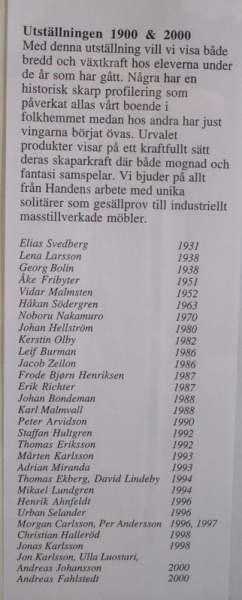 Utställningen 1900 & 2000
Med denna utställning vill vi visa både
bredd och växtkraft hos eleverna under
de år som har gått. Några har en
historisk skarp profilering som
påverkat allas vårt boende i
folkhemmet medan hos andra har just
vingarna börjat övas. Urvalet
produkter visar på ett kraftfullt sätt
deras skaparkraft där både mognad och
fantasi samspelar. Vi bjuder på allt
från Handens arbete med unika
solitärer som gesällprov till industriellt
masstillverkade möbler.
Elias Svedberg 1931
Lena Larsson 1938
Georg Bolin 1938
Åke Fribyter 1951
Vidar Malmsten 1952
Håkan Södergren 1963
Noboru Nakamuro 1970
Johan Hellström 1980
Kerstin Olby 1982
Leif Burman 1986
Jacob Zeilon 1986
Frode Bjørn Henriksen 1987
Erik Richter 1987
Johan Bondeman 1988
Karl Malmvall 1988
Peter Arvidson 1990
Staffan Hultgren 1992
Thomas Eriksson 1992
Mårten Karlsson 1993
Adrian Miranda 1993
Thomas Ekberg, David Lindeby 1994
Mikael Lundgren 1994
Henrik Ahnfeldt 1996
Urban Selander 1996
Morgan Carlsson, Per Andersson 1996, 1997
Christian Halleröd 1998
Jonas Karlsson 1998
Jon Karlsson, Ulla Luostari,
Andreas Johansson 2000
Andreas Fahlstedt 2000